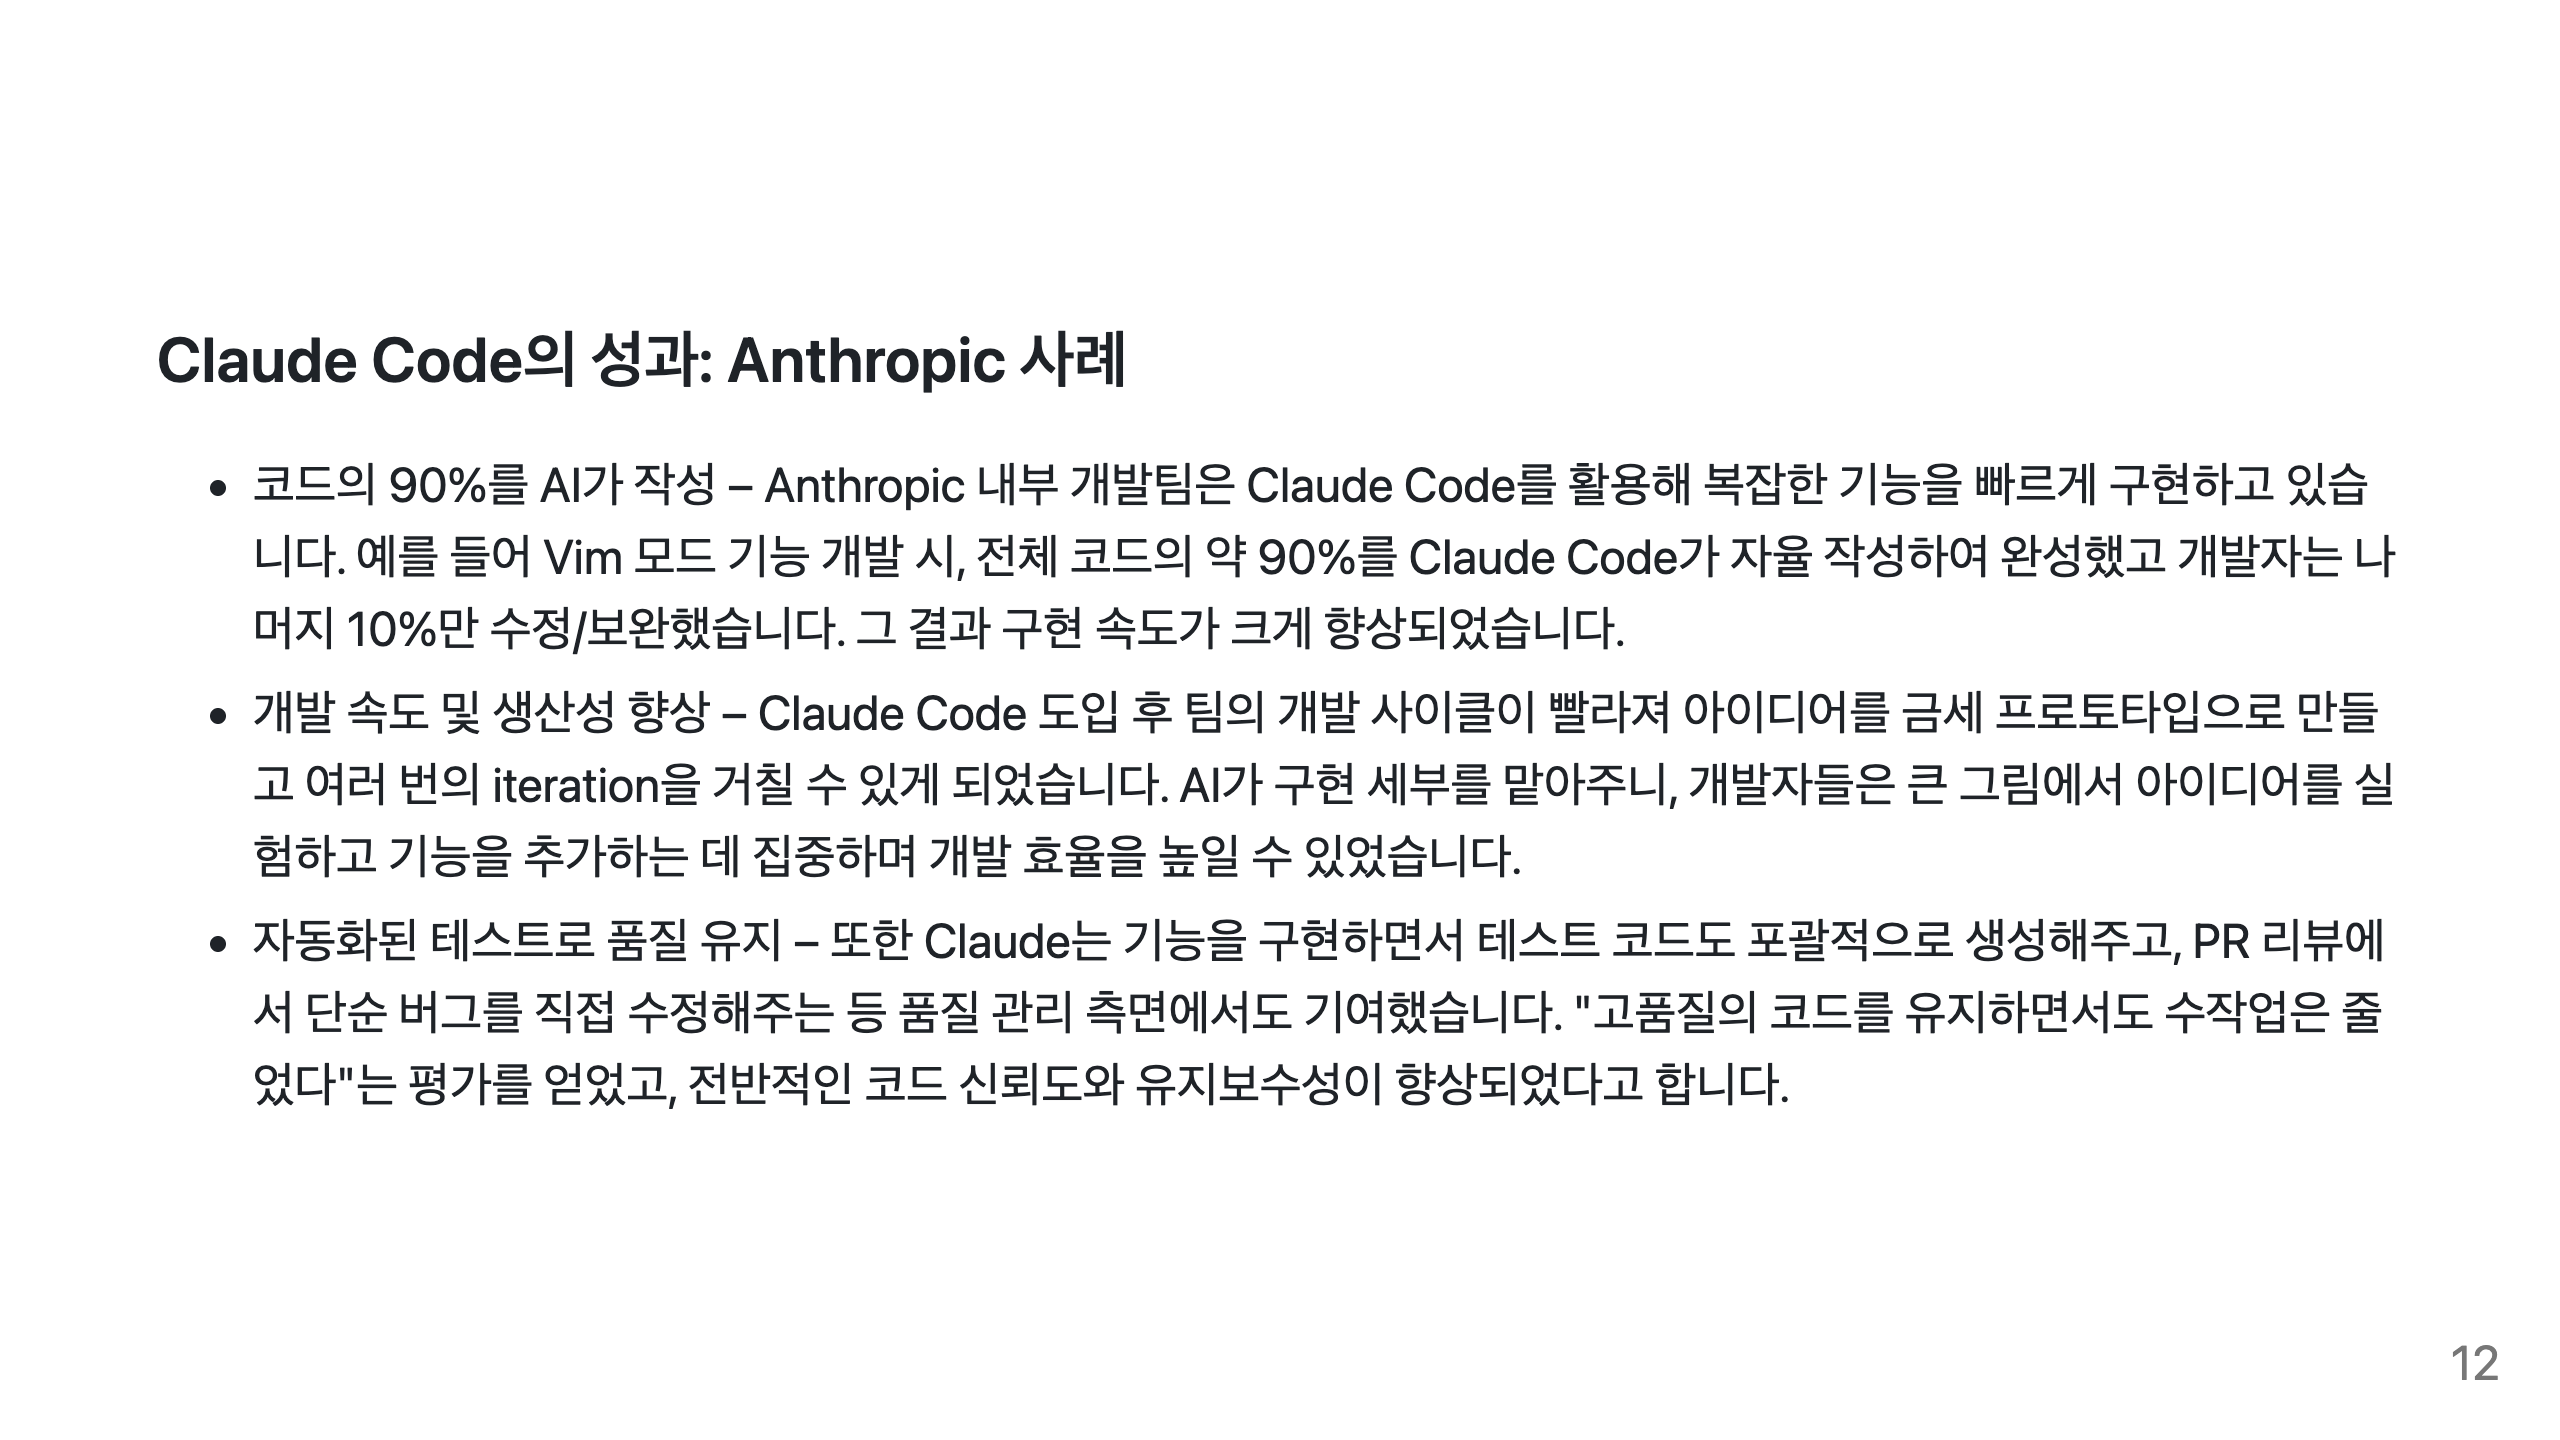 Claude Code의 성과: Anthropic 사례
• 코드의 90%를 AI가 작성 – Anthropic 내부 개발팀은 Claude Code를 활용해 복잡한 기능을 빠르게 구현하고 있습
니다. 예를 들어 Vim 모드 기능 개발 시, 전체 코드의 약 90%를 Claude Code가 자율 작성하여 완성했고 개발자는 나
머지 10%만 수정/보완했습니다. 그 결과 구현 속도가 크게 향상되었습니다.
• 개발 속도 및 생산성 향상 – Claude Code 도입 후 팀의 개발 사이클이 빨라져 아이디어를 금세 프로토타입으로 만들
고 여러 번의 iteration을 거칠 수 있게 되었습니다. AI가 구현 세부를 맡아주니, 개발자들은 큰 그림에서 아이디어를 실
험하고 기능을 추가하는 데 집중하며 개발 효율을 높일 수 있었습니다.
• 자동화된 테스트로 품질 유지 – 또한 Claude는 기능을 구현하면서 테스트 코드도 포괄적으로 생성해주고, PR 리뷰에
서 단순 버그를 직접 수정해주는 등 품질 관리 측면에서도 기여했습니다. "고품질의 코드를 유지하면서도 수작업은 줄
었다"는 평가를 얻었고, 전반적인 코드 신뢰도와 유지보수성이 향상되었다고 합니다.
12